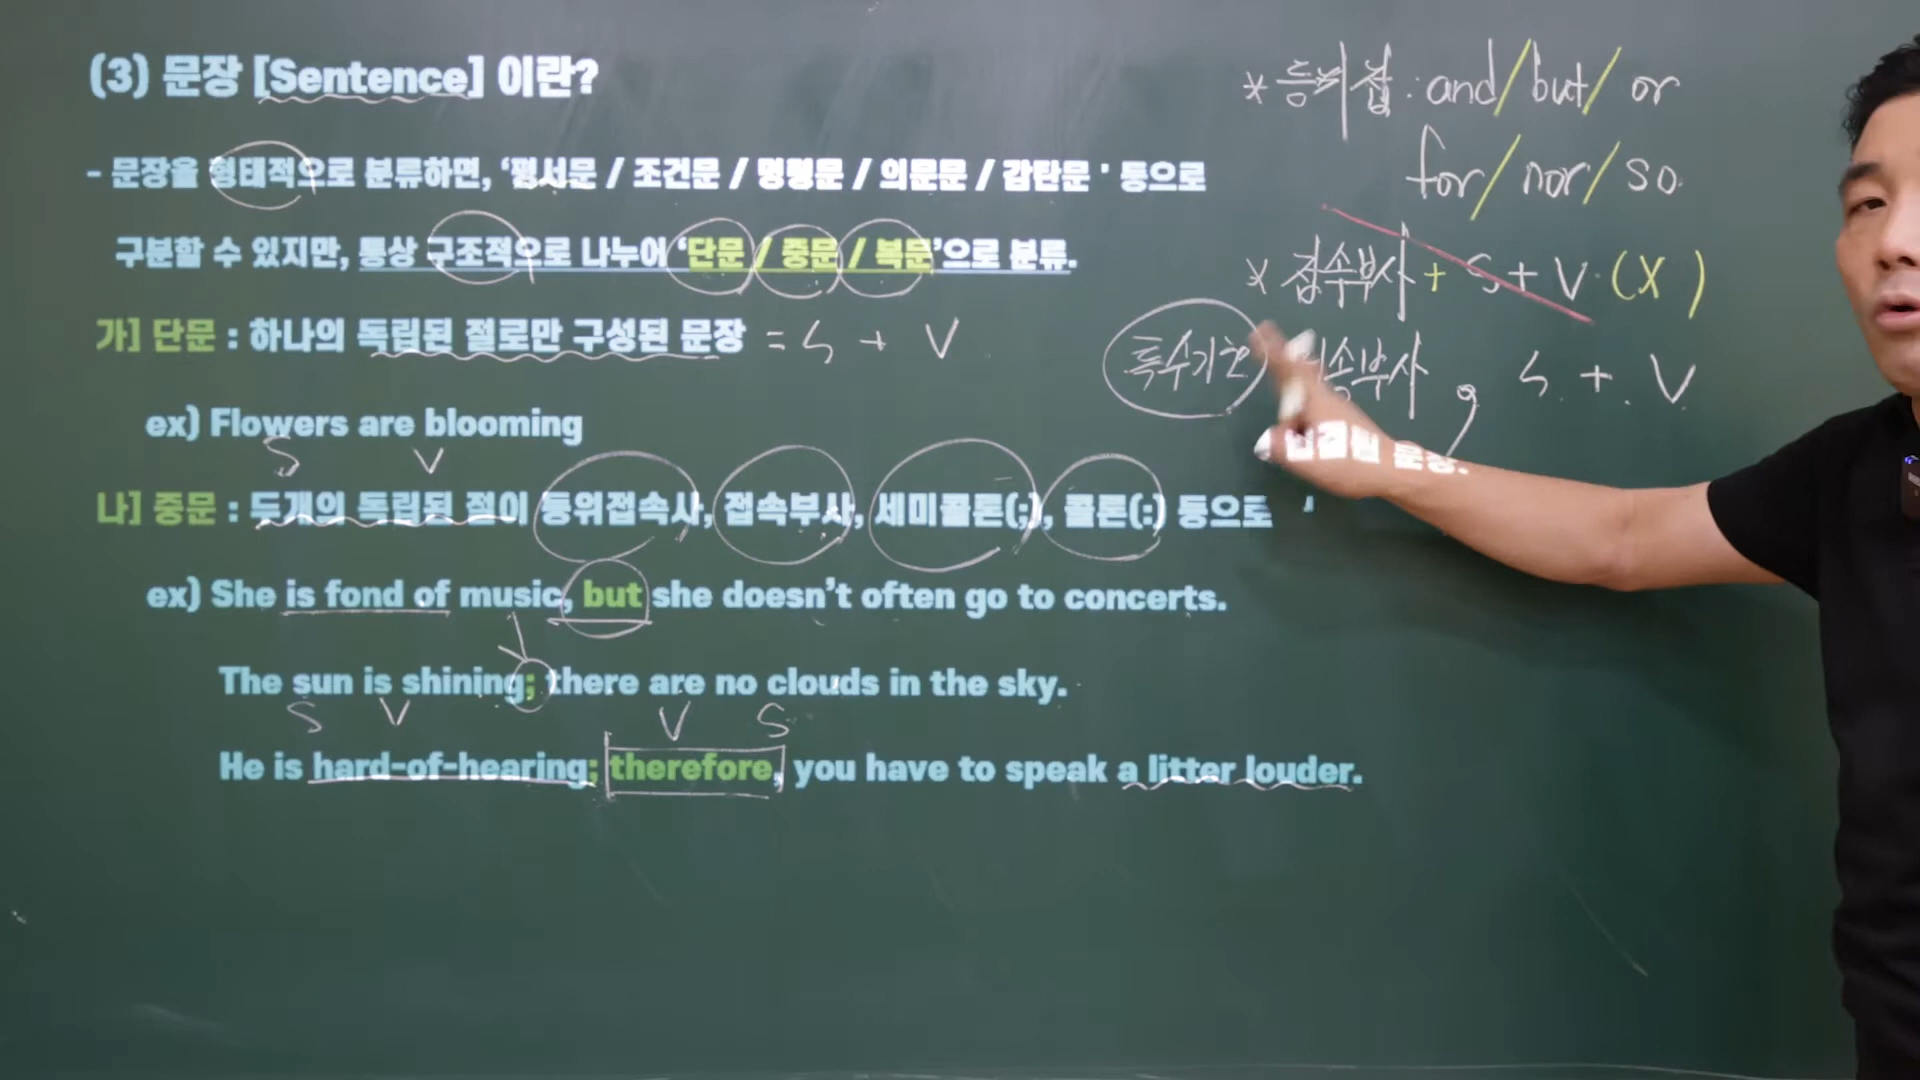 (3) 문장 [Sentence] 이란?
- 문장을 형태적으로 분류하면, ‘평서문 / 조건문 / 명령문 / 의문문 / 감탄문 ' 등으로
구분할 수 있지만, 통상 구조적으로 나누어 ‘단문 / 중문 / 복문’으로 분류.
가] 단문 : 하나의 독립된 절로만 구성된 문장 = S + V
ex) Flowers are blooming
S V
나] 중문 : 두개의 독립된 절이 등위접속사, 접속부사, 세미콜론(;), 콜론(:) 등으로
문장.
ex) She is fond of music, but she doesn’t often go to concerts.
The sun is shining; there are no clouds in the sky.
S V V S
He is hard-of-hearing; therefore, you have to speak a litter louder.
* 등위접 : and / but / or
for / nor / so
* 접속부사 + S + V (X)
, S + V